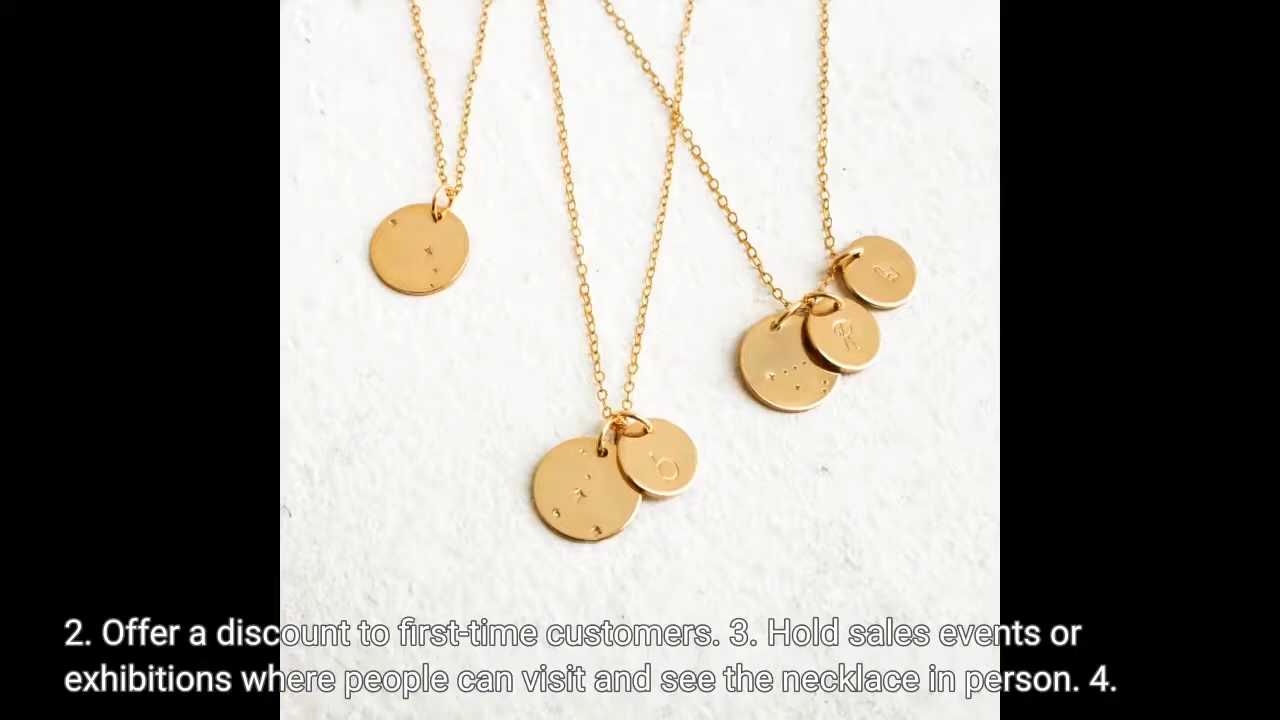 R
b
2. Offer a discount to first-time customers. 3. Hold sales events or
exhibitions where people can visit and see the necklace in person. 4.